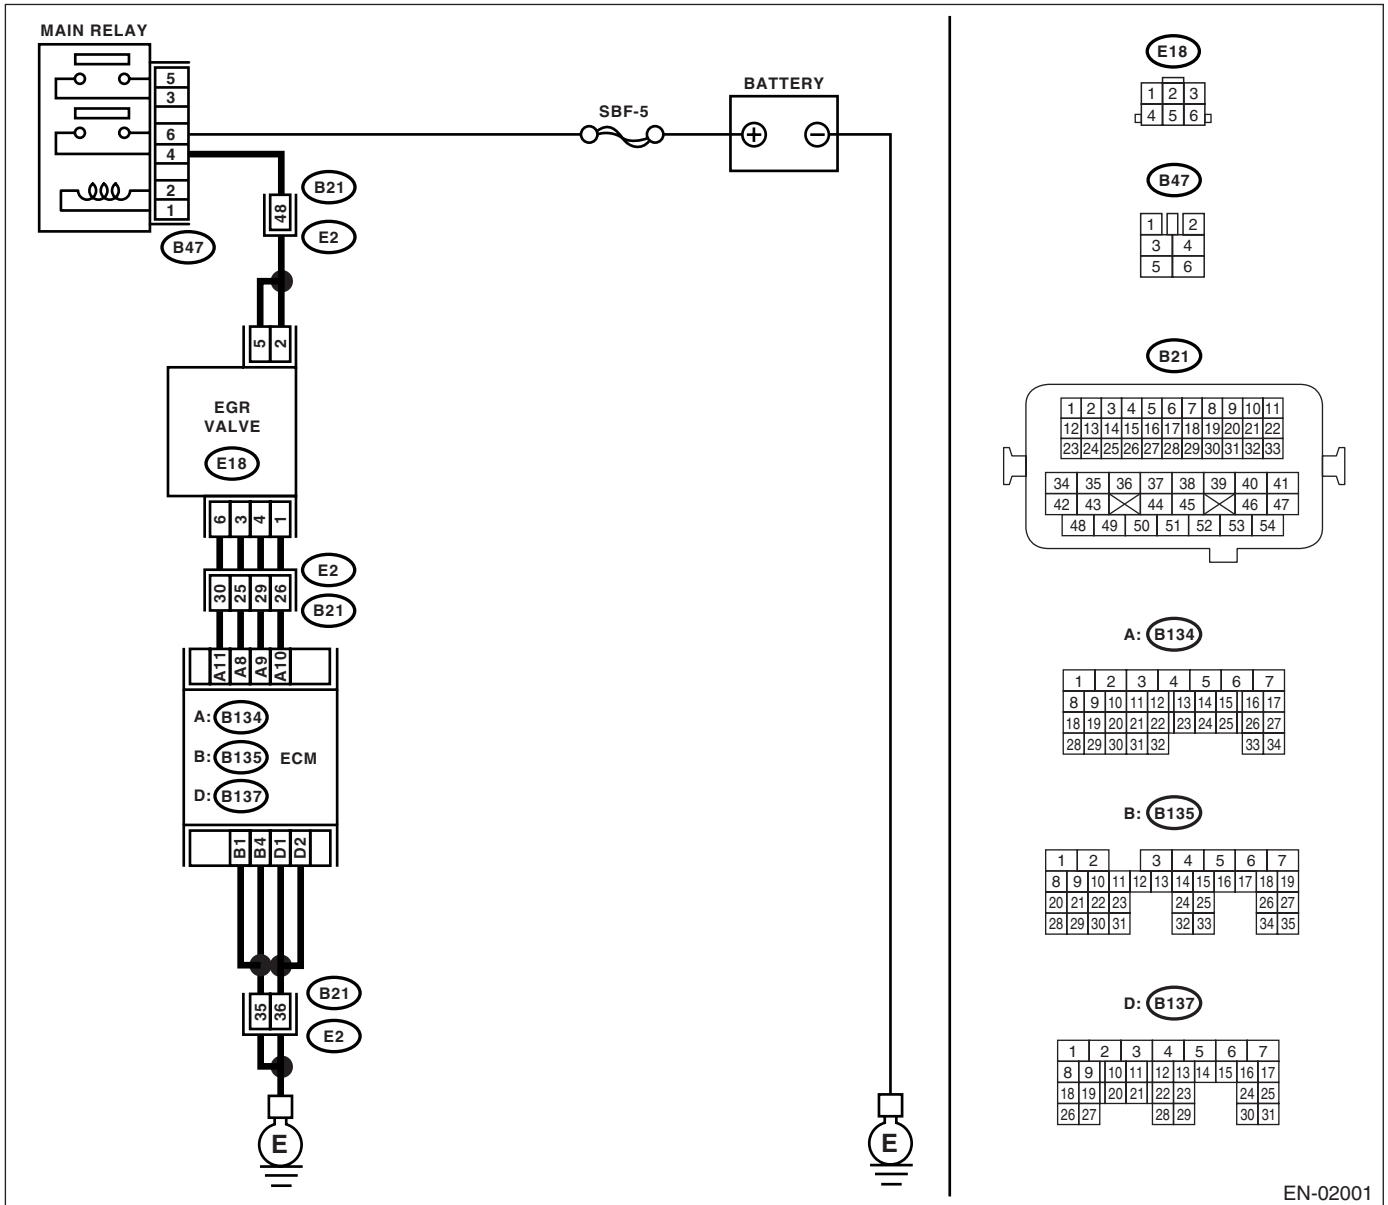 MAIN RELAY
5
3
6
4
2
1
B47
SBF-5
BATTERY
+ −
48
B21
E2
5 2
EGR
VALVE
E18
6 3 4 1
E2
30 25 29 26
B21
A11 A8 A9 A10
A: B134
B: B135 ECM
D: B137
B1 B4 D1 D2
B21
35 36
E2
E
E
E18
1 2 3
4 5 6
B47
1 2
3 4
5 6
B21
1 2 3 4 5 6 7 8 9 10 11
12 13 14 15 16 17 18 19 20 21 22
23 24 25 26 27 28 29 30 31 32 33
34 35 36 37 38 39 40 41
42 43 44 45 46 47
48 49 50 51 52 53 54
A: B134
1 2 3 4 5 6 7
8 9 10 11 12 13 14 15 16 17
18 19 20 21 22 23 24 25 26 27
28 29 30 31 32 33 34
B: B135
1 2 3 4 5 6 7
8 9 10 11 12 13 14 15 16 17 18 19
20 21 22 23 24 25 26 27
28 29 30 31 32 33 34 35
D: B137
1 2 3 4 5 6 7
8 9 10 11 12 13 14 15 16 17
18 19 20 21 22 23 24 25
26 27 28 29 30 31
EN-02001